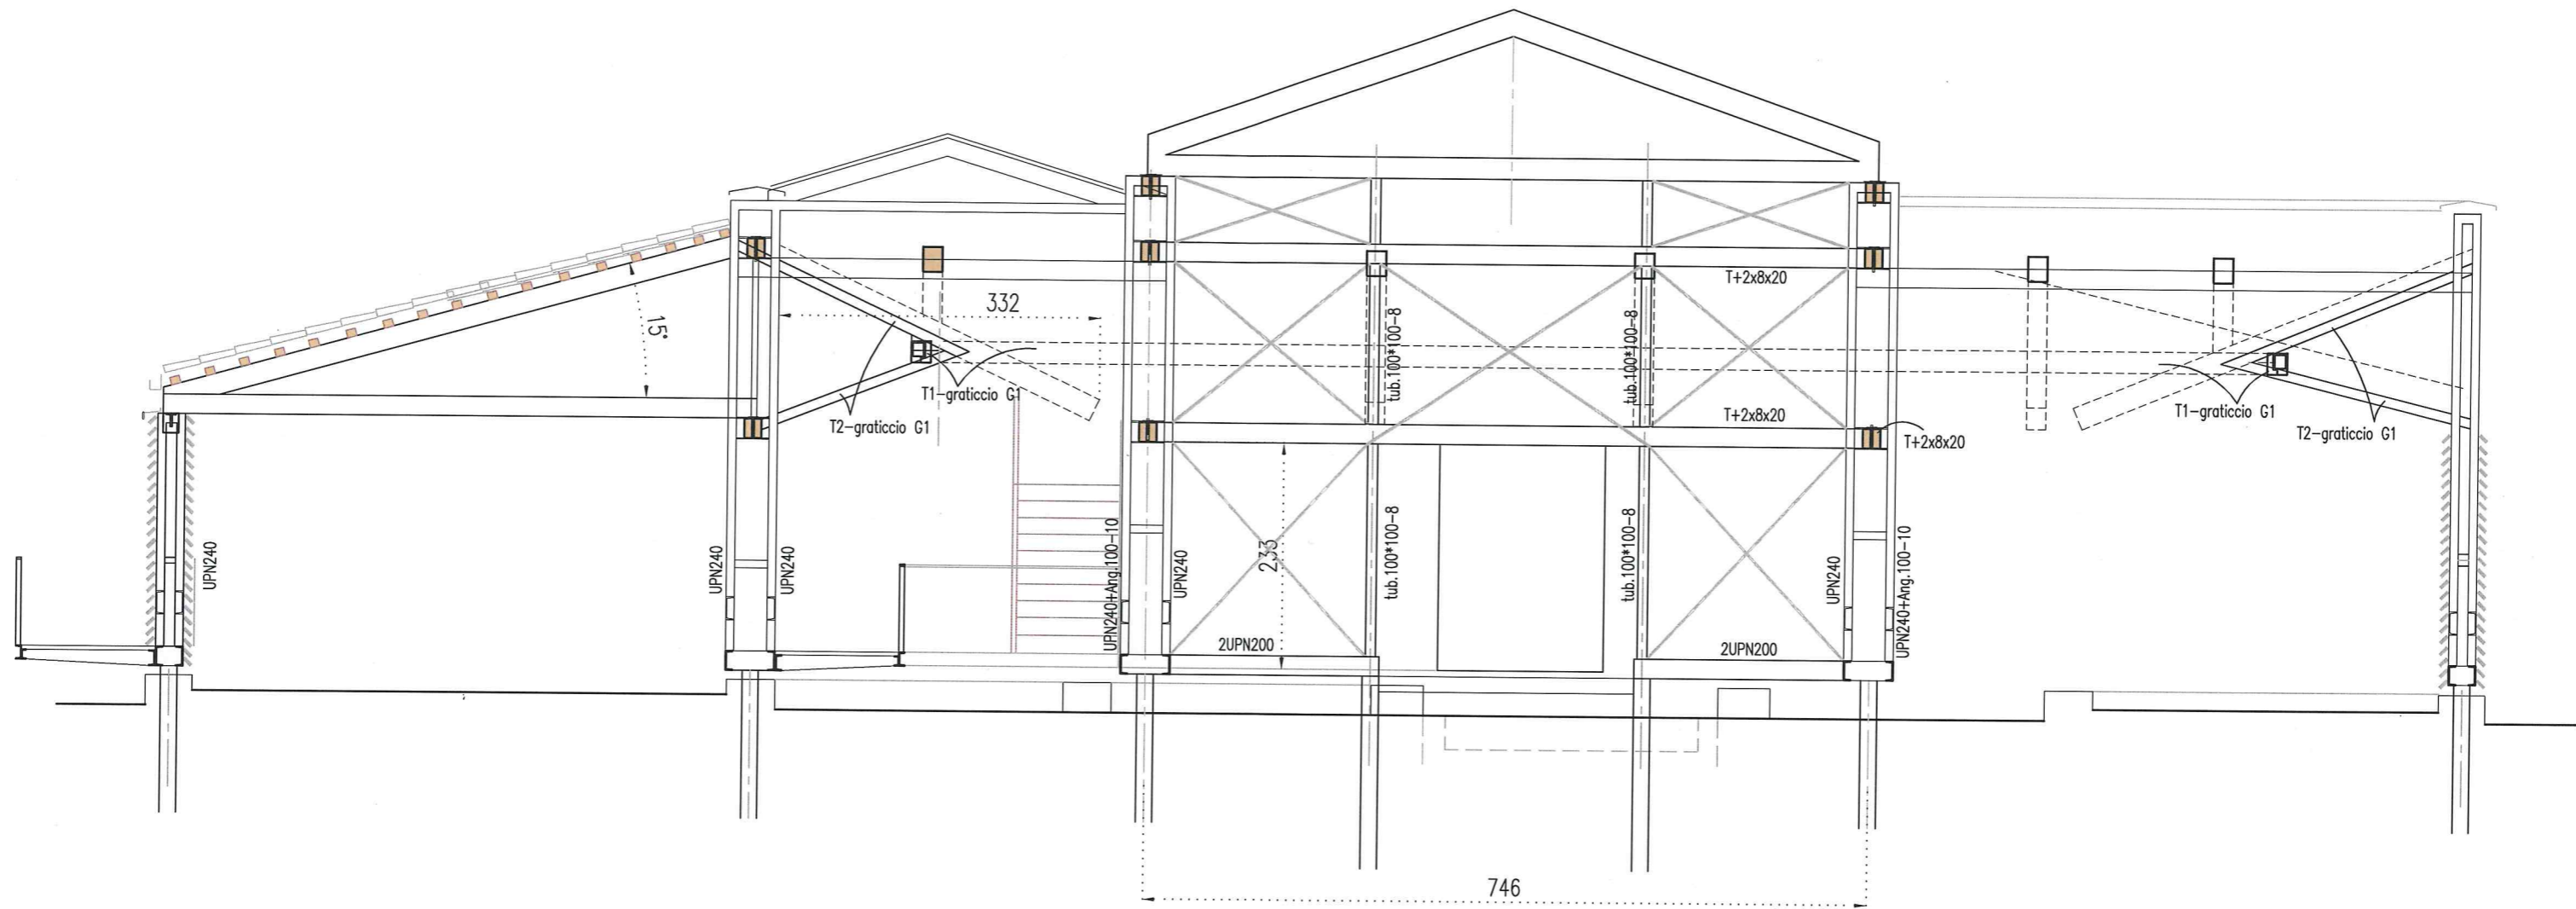 T+2x8x20
332
15°
tub.100*100-8
tub.100*100-8
T1-graticcio G1
T2-graticcio G1
T+2x8x20
T+2x8x20
T1-graticcio G1
T2-graticcio G1
UPN240
UPN240
UPN240
UPN240+Ang.100-10
UPN240
233
tub.100*100-8
tub.100*100-8
UPN240
UPN240+Ang.100-10
2UPN200
2UPN200
746